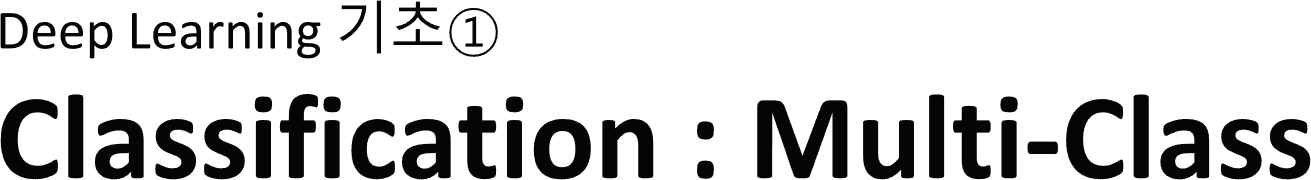 Deep Learning 기초①
Classification : Multi-Class